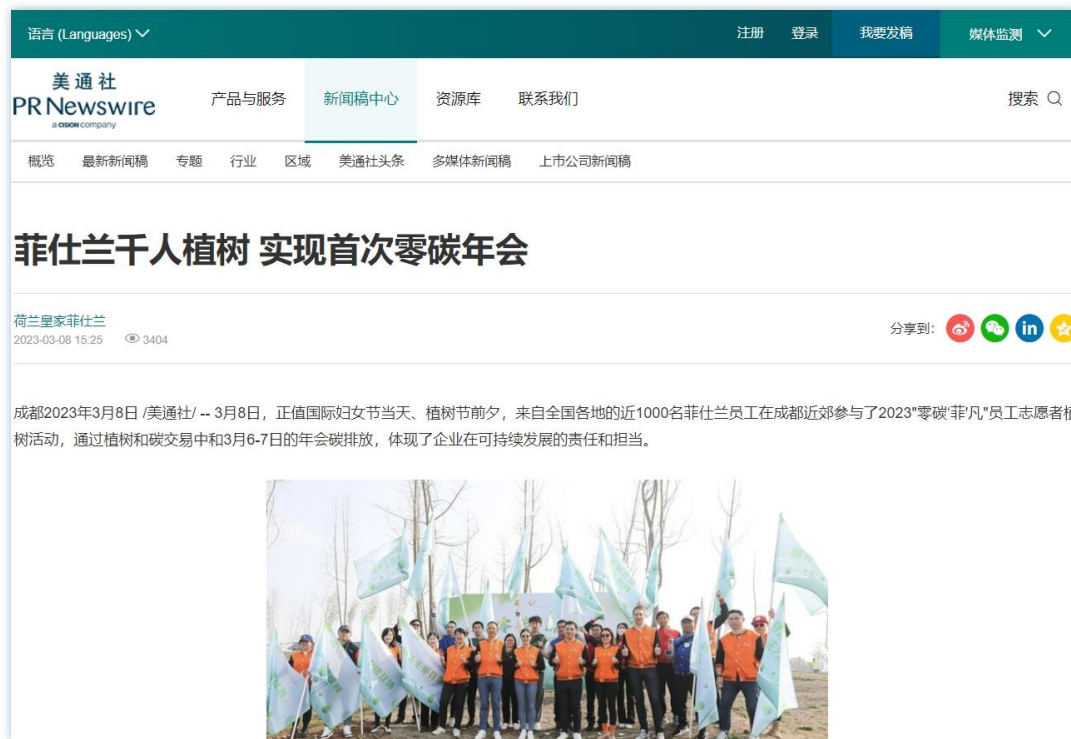 语言 (Languages)
注册
登录
我要发稿
媒体监测
美通社
PR Newswire
a CISION company
产品与服务
新闻稿中心
资源库
联系我们
搜索
概览
最新新闻稿
专题
行业
区域
美通社头条
多媒体新闻稿
上市公司新闻稿
菲仕兰千人植树 实现首次零碳年会
荷兰皇家菲仕兰
2023-03-08 15:25
3404
分享到:
in
成都2023年3月8日 /美通社/ -- 3月8日，正值国际妇女节当天、植树节前夕，来自全国各地的近1000名菲仕兰员工在成都近郊参与了2023"零碳'菲'凡"员工志愿者植
树活动，通过植树和碳交易中和3月6-7日的年会碳排放，体现了企业在可持续发展的责任和担当。